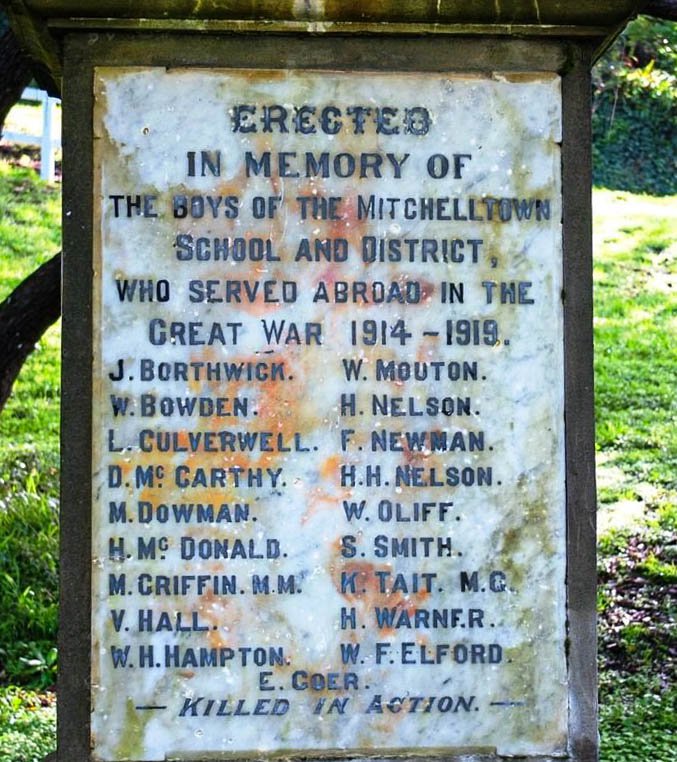 ERECTED
IN MEMORY OF
THE BOYS OF THE MITCHELLTOWN
SCHOOL AND DISTRICT,
WHO SERVED ABROAD IN THE
GREAT WAR 1914-1919.
J. BORTHWICK. W. MOUTON.
W. BOWDEN. H. NELSON.
L. CULVERWELL. F. NEWMAN.
D. Mc CARTHY. H.H. NELSON.
M. DOWMAN. W. OLIFF.
H. Mc DONALD. S. SMITH.
M. GRIFFIN. M.M. K. TAIT. M.C.
V. HALL. H. WARNER.
W. H. HAMPTON. W. F. ELFORD.
E. GOER.
— KILLED IN ACTION. —